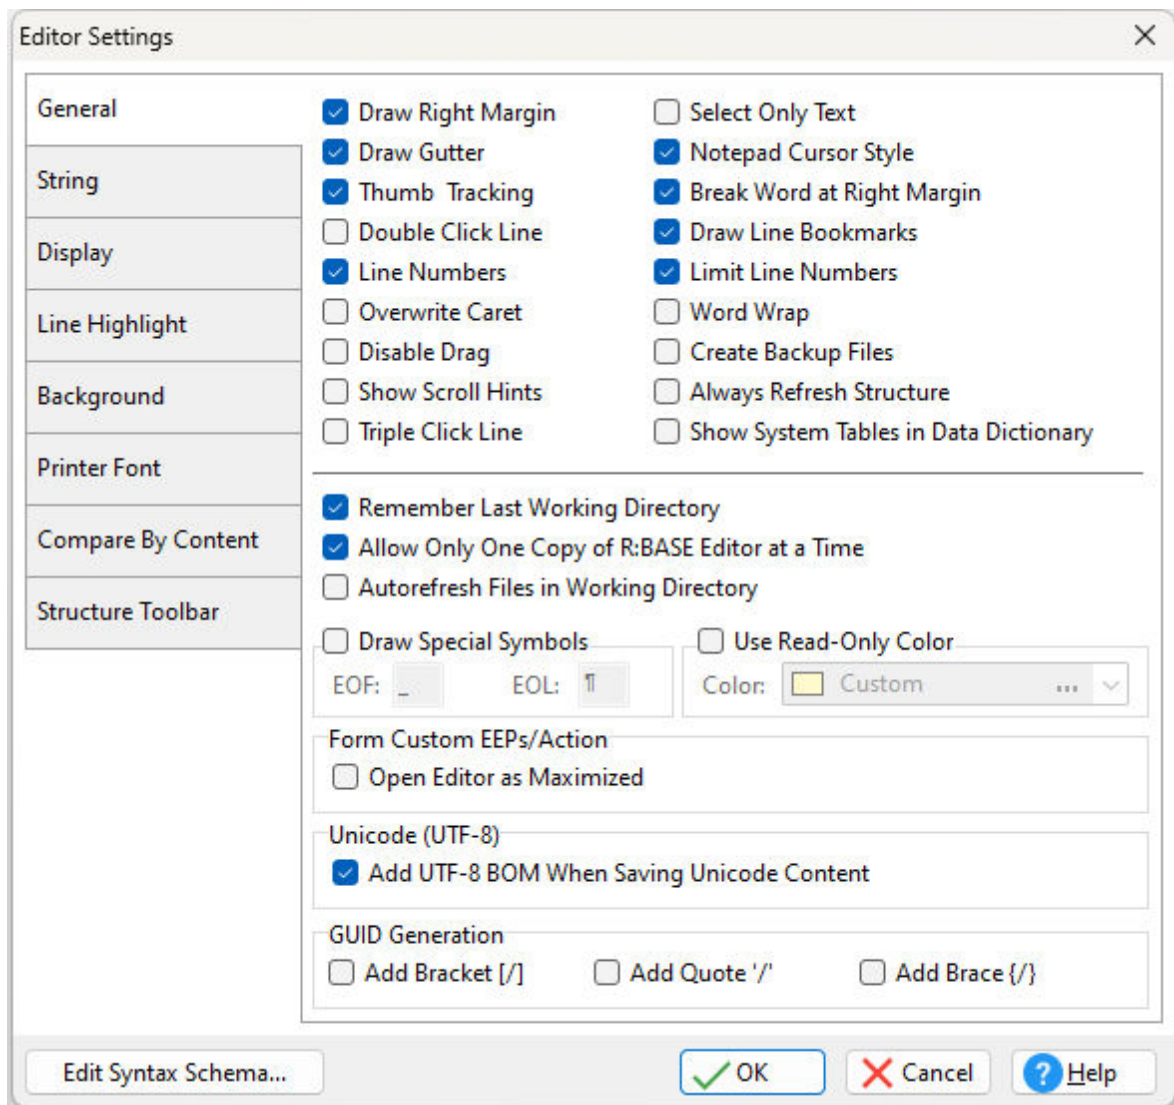 Editor Settings
General
String
Display
Line Highlight
Background
Printer Font
Compare By Content
Structure Toolbar
Draw Right Margin
Draw Gutter
Thumb  Tracking
Double Click Line
Line Numbers
Overwrite Caret
Disable Drag
Show Scroll Hints
Triple Click Line
Select Only Text
Notepad Cursor Style
Break Word at Right Margin
Draw Line Bookmarks
Limit Line Numbers
Word Wrap
Create Backup Files
Always Refresh Structure
Show System Tables in Data Dictionary
Remember Last Working Directory
Allow Only One Copy of R:BASE Editor at a Time
Autorefresh Files in Working Directory
Draw Special Symbols
EOF: _ EOL: ¶
Use Read-Only Color
Color: Custom ...
Form Custom EEPs/Action
Open Editor as Maximized
Unicode (UTF-8)
Add UTF-8 BOM When Saving Unicode Content
GUID Generation
Add Bracket [/] Add Quote '/' Add Brace {/}
Edit Syntax Schema... OK Cancel ? Help